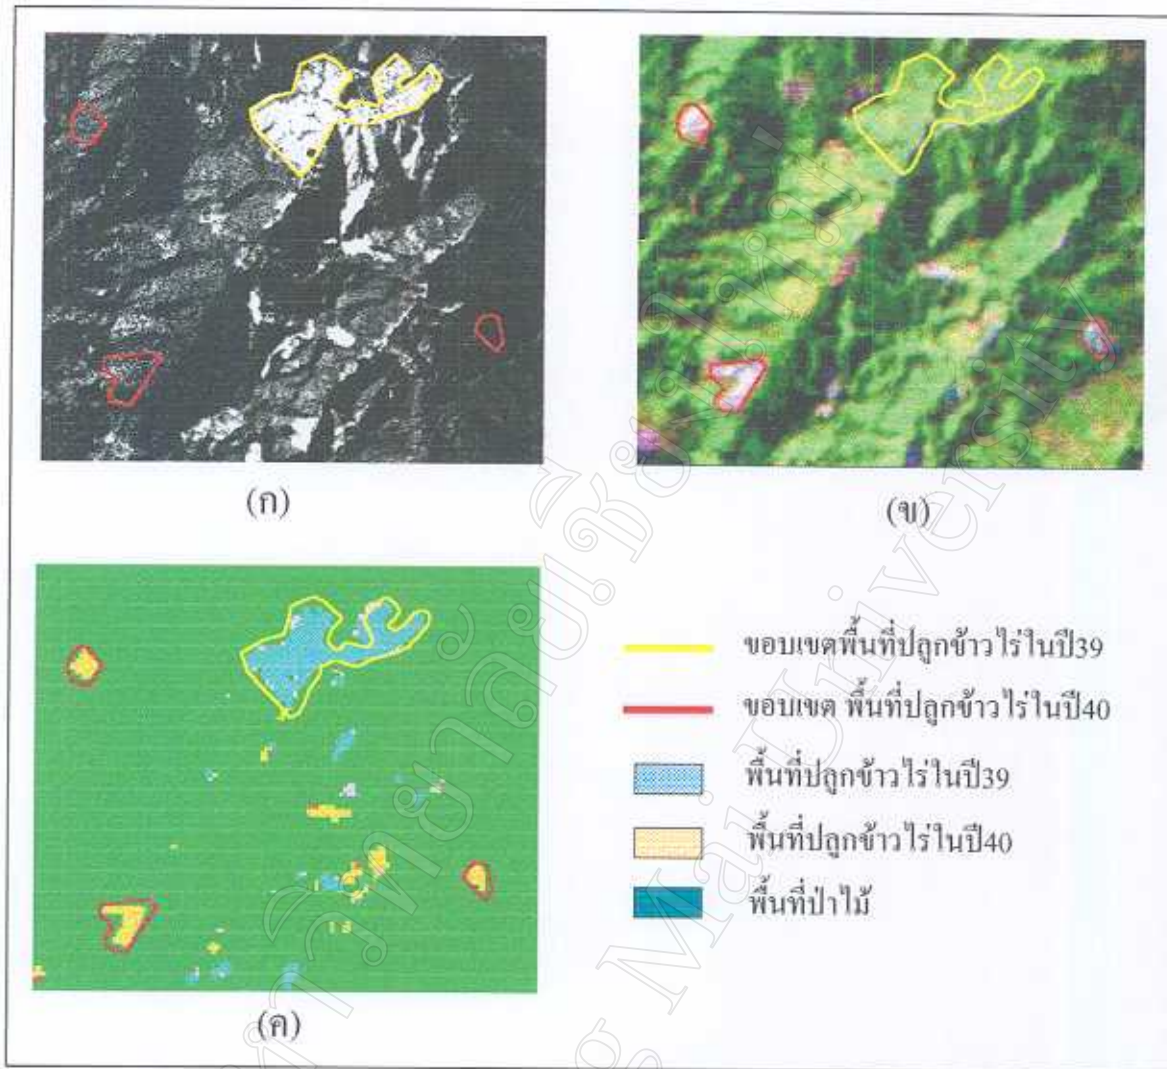 (ก)
(ข)
ขอบเขตพื้นที่ปลูกข้าวไร่ในปี39
ขอบเขต พื้นที่ปลูกข้าวไร่ในปี40
พื้นที่ปลูกข้าวไร่ในปี39
พื้นที่ปลูกข้าวไร่ในปี40
พื้นที่ป่าไม้
(ค)
Mai University